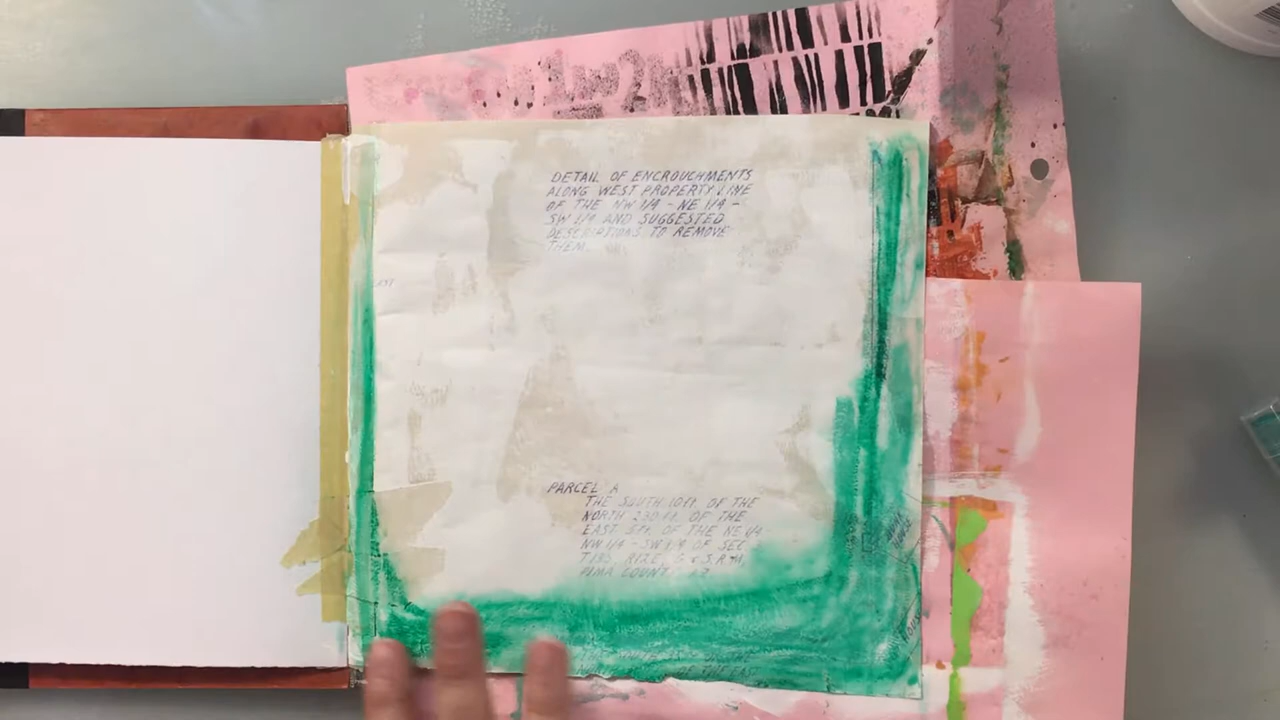 DETAIL OF ENCROUCHMENTS
ALONG WEST PROPERTY LINE
OF THE NW 1/4 - NE 1/4 -
SW 1/4 AND SUGGESTED
DESCRIPTIONS TO REMOVE
THEM.
PARCEL A
THE SOUTH 10FT. OF THE
NORTH 230 Ft. OF THE
EAST 5Ft. OF THE NE 1/4
NW 1/4 - SW 1/4 OF SEC
PIMA COUNTY